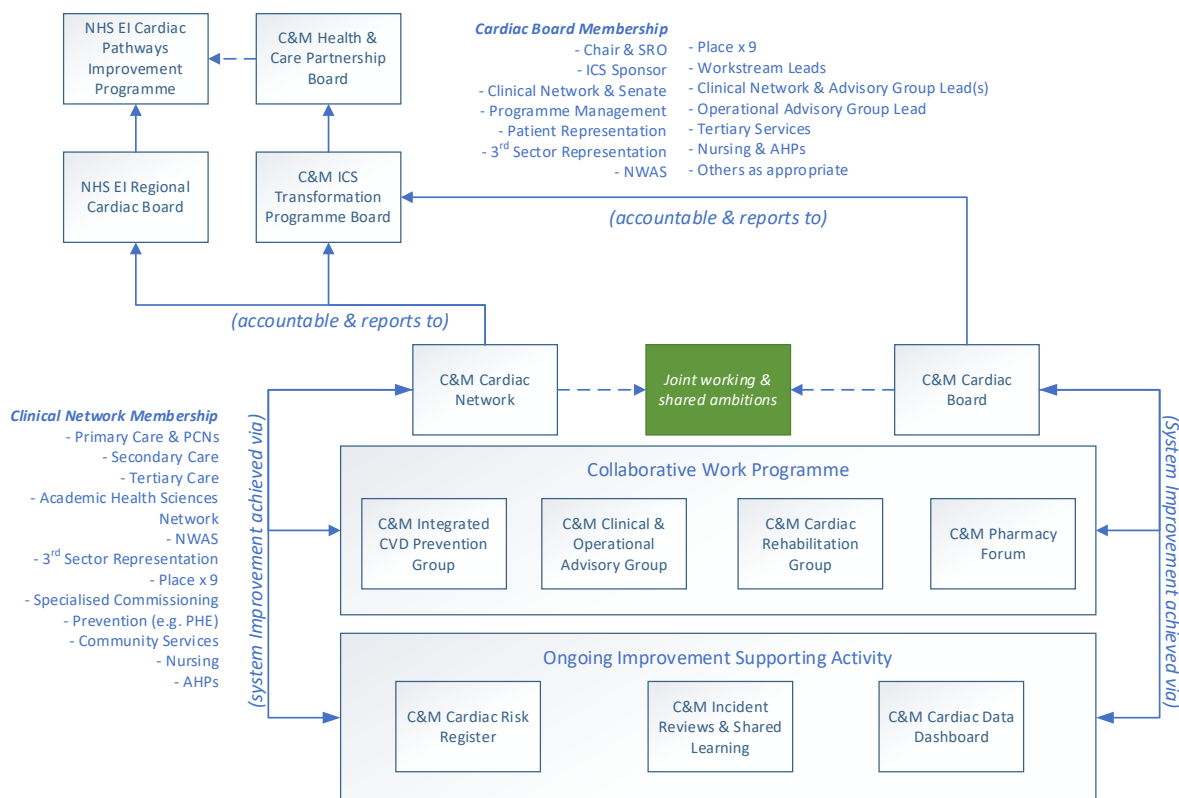 NHS EI Cardiac
Pathways
Improvement
Programme
C&M Health &
Care Partnership
Board
Cardiac Board Membership
- Chair & SRO
- ICS Sponsor
- Clinical Network & Senate
- Programme Management
- Patient Representation
- 3rd Sector Representation
- NWAS
- Place x 9
- Workstream Leads
- Clinical Network & Advisory Group Lead(s)
- Operational Advisory Group Lead
- Tertiary Services
- Nursing & AHPs
- Others as appropriate
NHS EI Regional
Cardiac Board
C&M ICS
Transformation
Programme Board
(accountable & reports to)
(accountable & reports to)
C&M Cardiac
Network
Joint working &
shared ambitions
C&M Cardiac
Board
Clinical Network Membership
- Primary Care & PCNs
- Secondary Care
- Tertiary Care
- Academic Health Sciences
Network
- NWAS
- 3rd Sector Representation
- Place x 9
- Specialised Commissioning
- Prevention (e.g. PHE)
- Community Services
- Nursing
- AHPs
(system Improvement achieved via)
Collaborative Work Programme
C&M Integrated
CVD Prevention
Group
C&M Clinical &
Operational
Advisory Group
C&M Cardiac
Rehabilitation
Group
C&M Pharmacy
Forum
(System Improvement achieved via)
Ongoing Improvement Supporting Activity
C&M Cardiac Risk
Register
C&M Incident
Reviews & Shared
Learning
C&M Cardiac Data
Dashboard